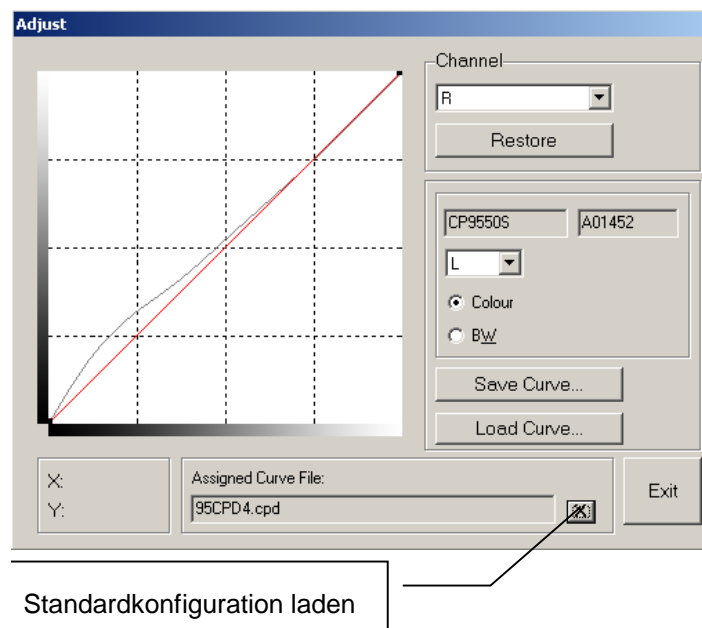 Adjust
Channel
R
Restore
CP9550S
A01452
L
Colour
BW
Save Curve...
Load Curve...
X:
Y:
Assigned Curve File:
95CPD4.cpd
X
Exit
Standardkonfiguration laden